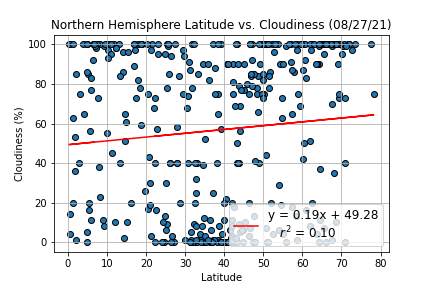 Northern Hemisphere Latitude vs. Cloudiness (08/27/21)
100
80
60
40
20
0
Cloudiness (%)
y = 0.19x + 49.28
r² = 0.10
0 10 20 30 40 50 60 70 80
Latitude